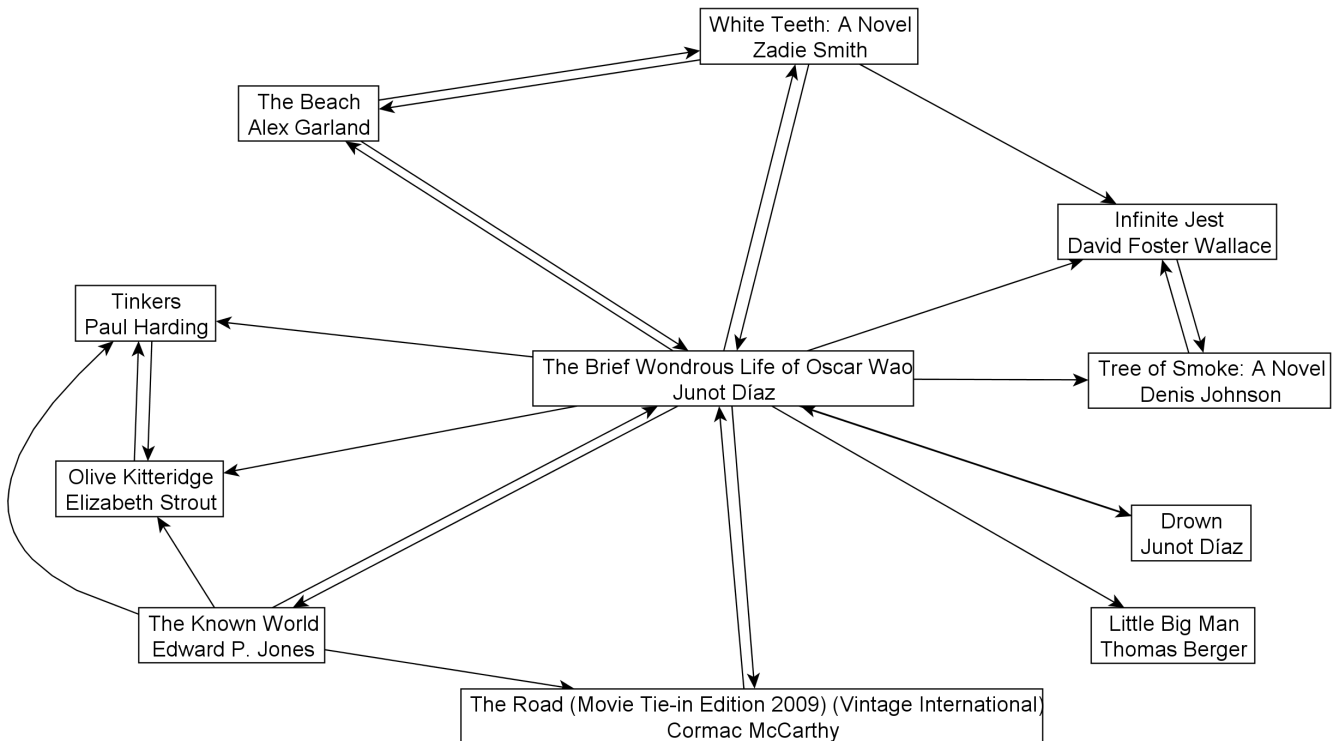 White Teeth: A Novel
Zadie Smith
The Beach
Alex Garland
Infinite Jest
David Foster Wallace
Tinkers
Paul Harding
The Brief Wondrous Life of Oscar Wao
Junot Díaz
Tree of Smoke: A Novel
Denis Johnson
Olive Kitteridge
Elizabeth Strout
Drown
Junot Díaz
The Known World
Edward P. Jones
Little Big Man
Thomas Berger
The Road (Movie Tie-in Edition 2009) (Vintage International)
Cormac McCarthy